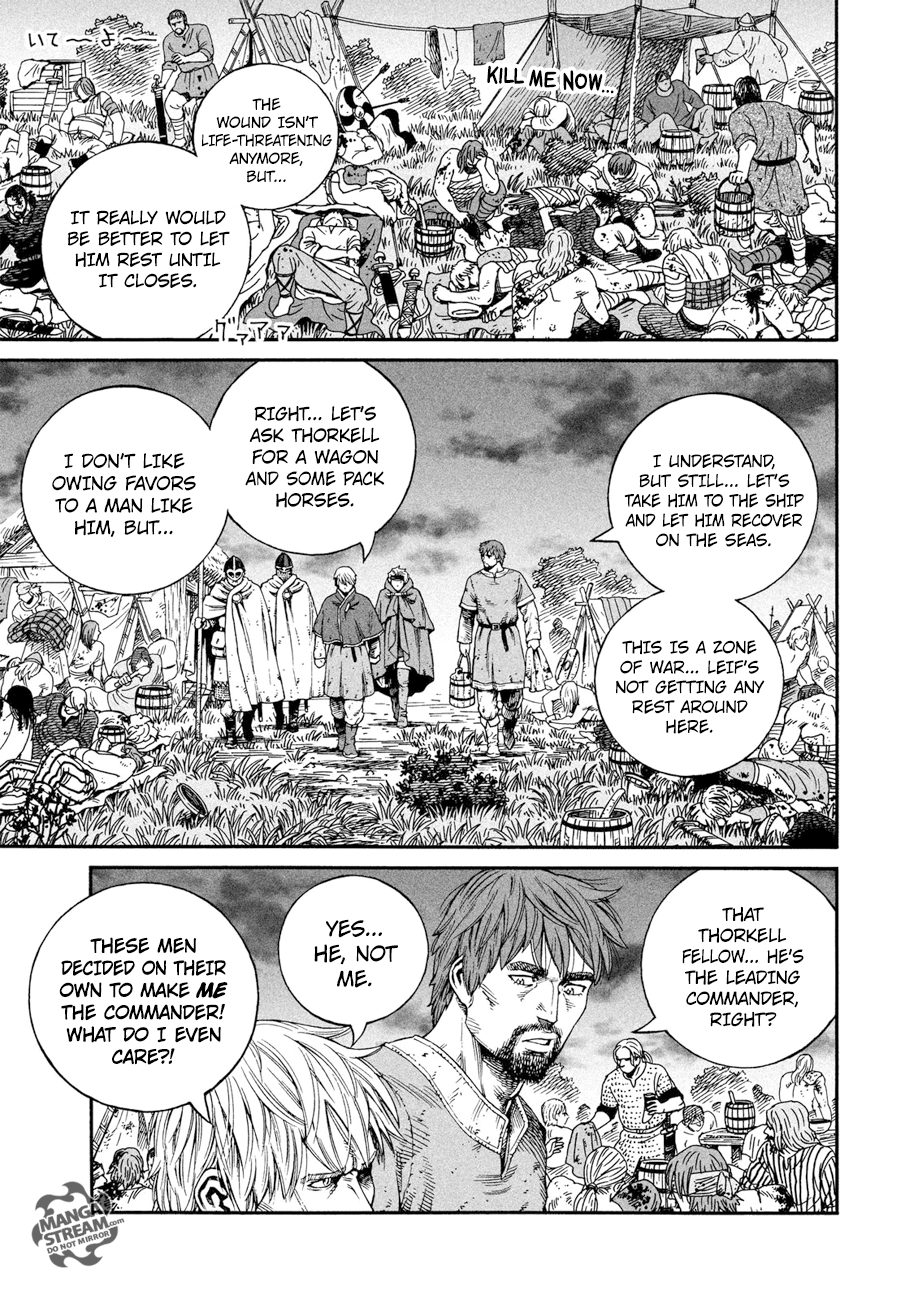 KILL ME NOW...
いて〜よ〜
THE
WOUND ISN'T
LIFE-THREATENING
ANYMORE,
BUT...
IT REALLY WOULD
BE BETTER TO LET
HIM REST UNTIL
IT CLOSES.
グァアア
I UNDERSTAND,
BUT STILL... LET'S
TAKE HIM TO THE SHIP
AND LET HIM RECOVER
ON THE SEAS.
THIS IS A ZONE
OF WAR... LEIF'S
NOT GETTING ANY
REST AROUND
HERE.
RIGHT... LET'S
ASK THORKELL
FOR A WAGON
AND SOME PACK
HORSES.
I DON'T LIKE
OWING FAVORS
TO A MAN LIKE
HIM, BUT...
THAT
THORKELL
FELLOW... HE'S
THE LEADING
COMMANDER,
RIGHT?
YES...
HE, NOT
ME.
THESE MEN
DECIDED ON THEIR
OWN TO MAKE ME
THE COMMANDER!
WHAT DO I EVEN
CARE?!
MANGA
STREAM.com
DO NOT MIRROR!